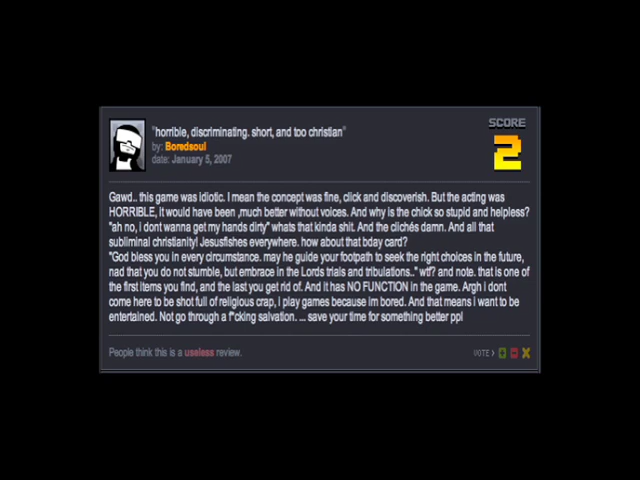 SCORE
"horrible, discriminating. short, and too christian"
2
by: Boredsoul
date: January 5, 2007
Gawd.. this game was idiotic. I mean the concept was fine, click and discoverish. But the acting was
HORRIBLE, it would have been ,much better without voices. And why is the chick so stupid and helpless?
"ah no, i dont wanna get my hands dirty" whats that kinda shit. And the clichés damn. And all that
subliminal christianity! Jesusfishes everywhere. how about that bday card?
"God bless you in every circumstance. may he guide your footpath to seek the right choices in the future,
nad that you do not stumble, but embrace in the Lords trials and tribulations.." wtf? and note. that is one of
the first items you find, and the last you get rid of. And it has NO FUNCTION in the game. Argh I dont
come here to be shot full of religious crap, i play games because im bored. And that means i want to be
entertained. Not go through a f*cking salvation. ... save your time for something better ppl
People think this is a useless review.
VOTE >